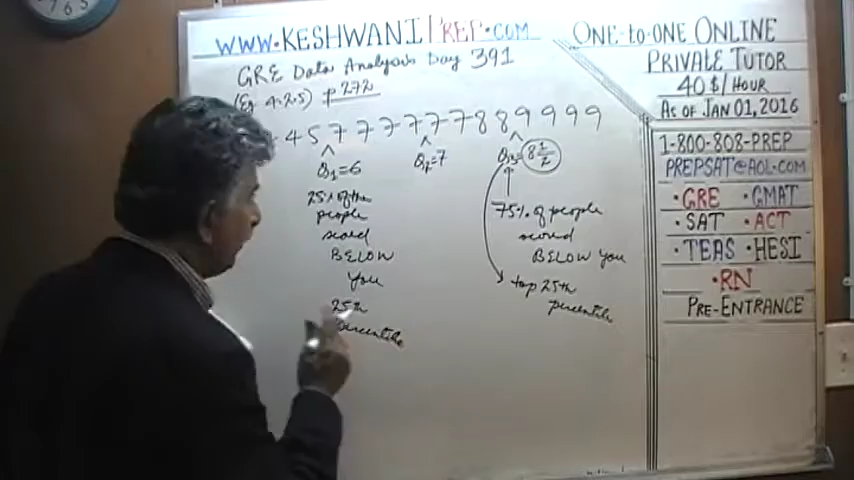 WWW.KESHWANIPREP.COM
GRE Data Analysis Day 391
(Eg 4.2.5) p 272
4 5 7 7 7 7 7 7 8 8 9 9 9 9
Q1=6
Q2=7
Q3= 8 1/2
25% of the
people
scored
BELOW
You
25th
percentile
75% of people
scored
BELOW You
top 25th
percentile
ONE-TO-ONE ONLINE
PRIVATE TUTOR
40 $/HOUR
AS OF JAN 01, 2016
1-800-808-PREP
PREPSAT@AOL.COM
•GRE •GMAT
•SAT •ACT
•TEAS •HESI
•RN
PRE-ENTRANCE